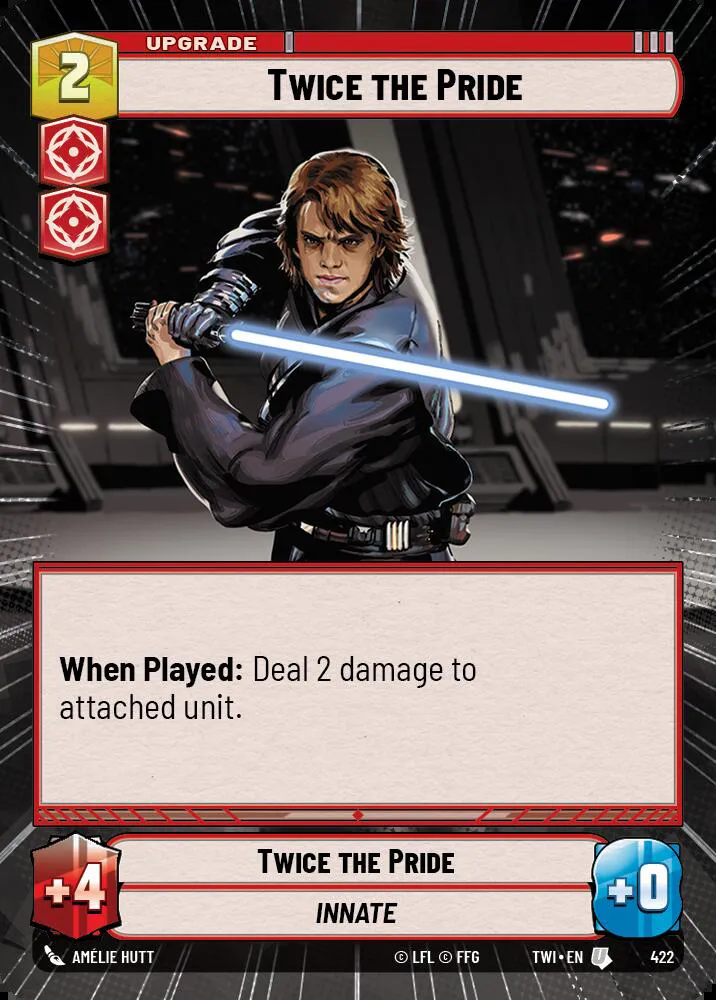 UPGRADE
2
TWICE THE PRIDE
When Played: Deal 2 damage to
attached unit.
+4
TWICE THE PRIDE
+0
INNATE
AMÉLIE HUTT
© LFL © FFG
TWI • EN
U
422